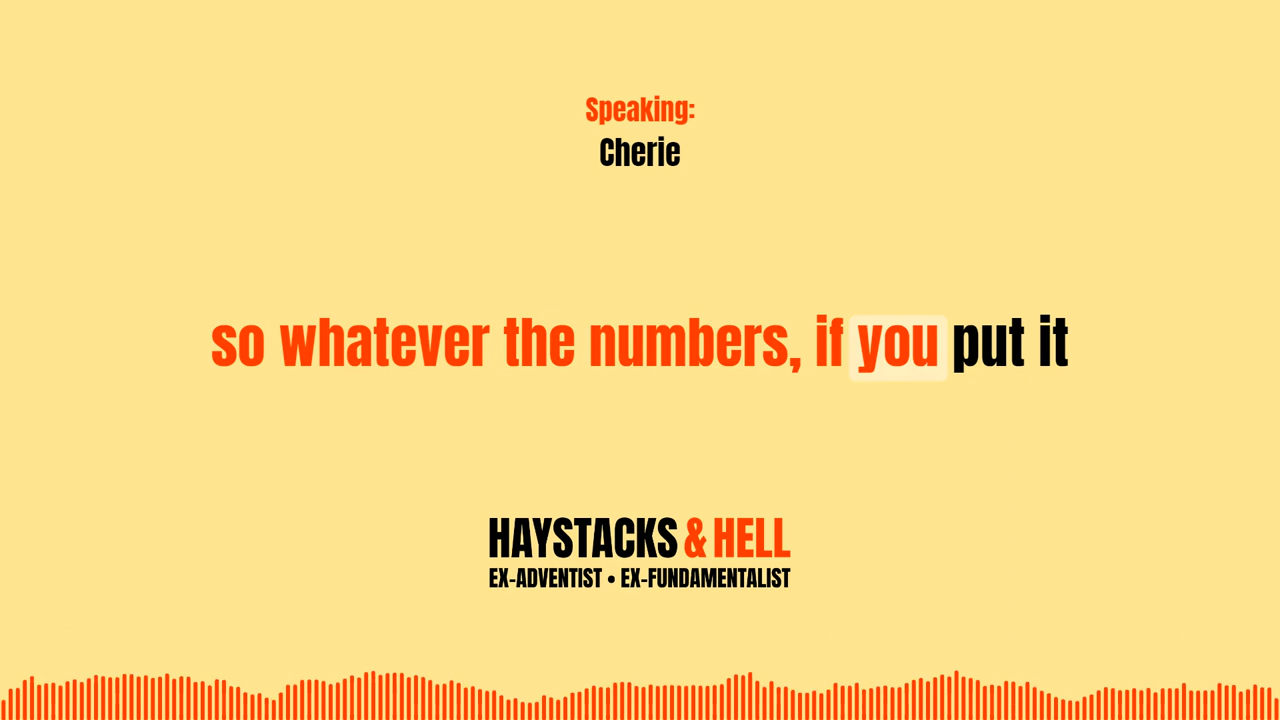 Speaking:
Cherie
so whatever the numbers, if you put it
HAYSTACKS & HELL
EX-ADVENTIST • EX-FUNDAMENTALIST